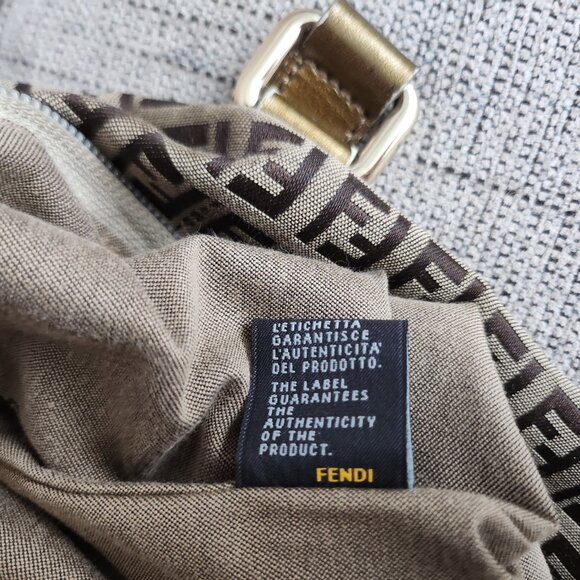 L'ETICHETTA
GARANTISCE
L'AUTENTICITA'
DEL PRODOTTO.
THE LABEL
GUARANTEES
THE
AUTHENTICITY
OF THE
PRODUCT.
FENDI